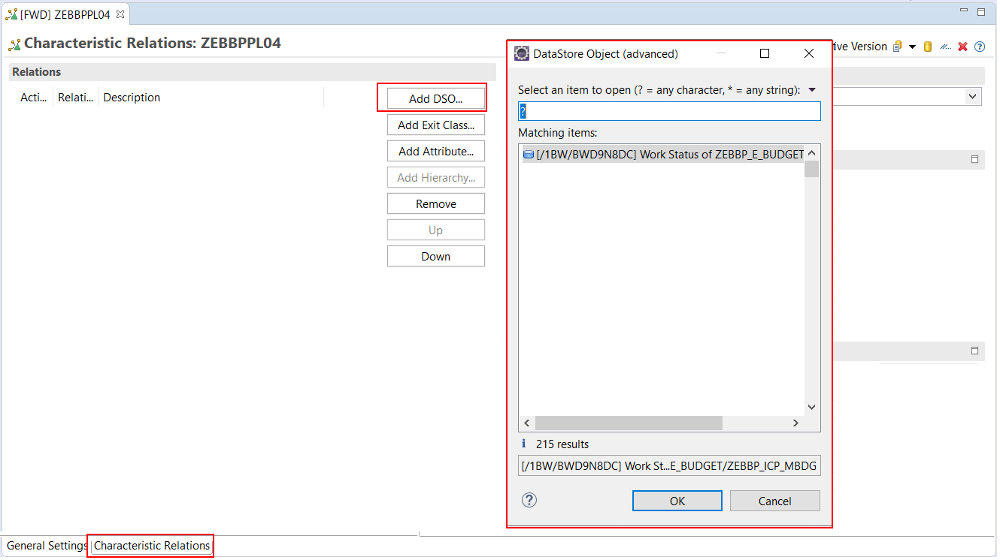 [FWD] ZEBBPPL04
Characteristic Relations: ZEBBPPL04
Relations
Acti... Relati... Description
Add DSO...
Add Exit Class...
Add Attribute...
Add Hierarchy...
Remove
Up
Down
DataStore Object (advanced)
Select an item to open (? = any character, * = any string):
?
Matching items:
[/1BW/BWD9N8DC] Work Status of ZEBBP_E_BUDGET
215 results
[/1BW/BWD9N8DC] Work St...E_BUDGET/ZEBBP_ICP_MBDG
?
OK
Cancel
tive Version
?
General Settings
Characteristic Relations